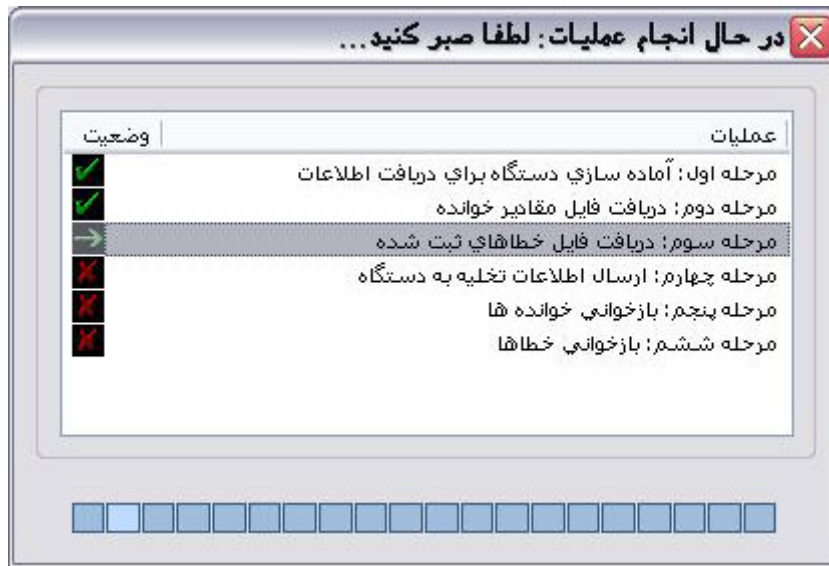 در حال انجام عمليات: لطفا صبر كنيد...
عمليات وضعيت
مرحله اول: آماده سازي دستگاه براي دريافت اطلاعات
مرحله دوم: دريافت فايل مقادير خوانده
مرحله سوم: دريافت فايل خطاهاي ثبت شده
مرحله چهارم: ارسال اطلاعات تخليه به دستگاه
مرحله پنجم: بازخواني خوانده ها
مرحله ششم: بازخواني خطاها